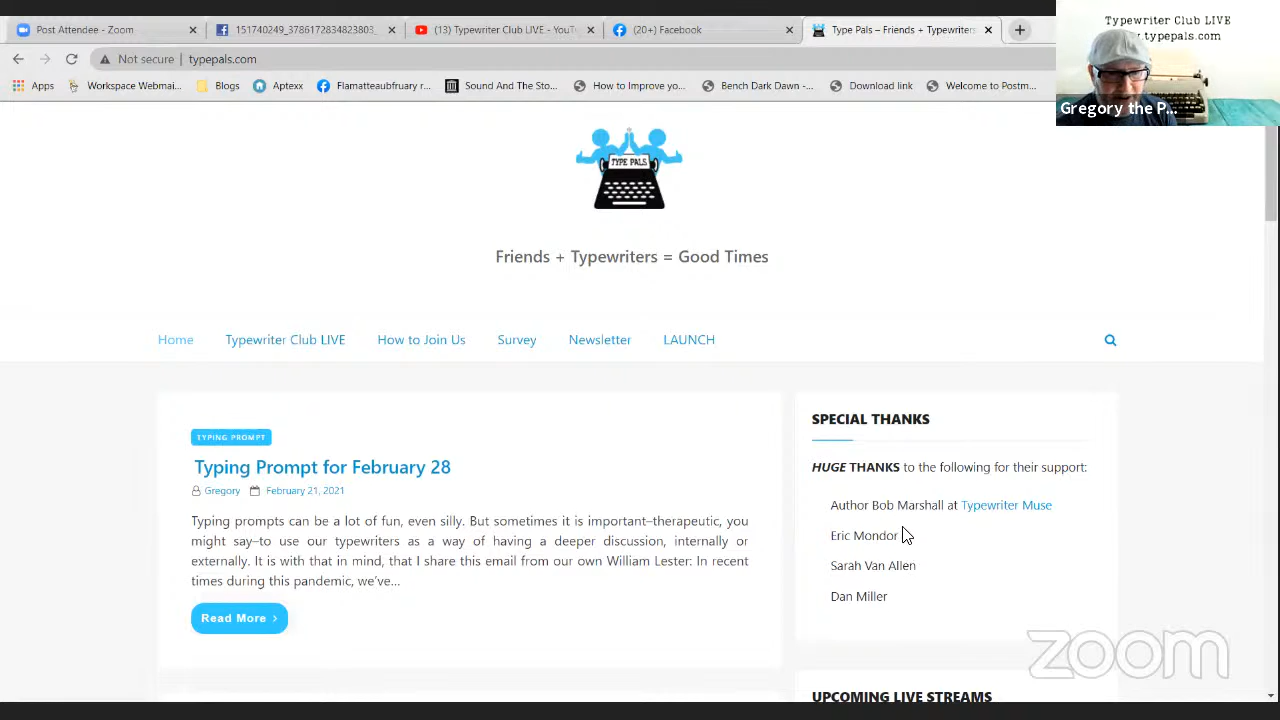 Post Attendee - Zoom
151740249_3786172834823803_
(13) Typewriter Club LIVE - YouT
(20+) Facebook
Type Pals – Friends + Typewriters
Typewriter Club LIVE
.typepals.com
Gregory the P...
Not secure | typepals.com
Apps
Workspace Webmai...
Blogs
Aptexx
Flamatteaufrautvy /...
Sound And The Sto...
How to Improve yo...
Bench Dark Dawn -...
Download link
Welcome to Postm...
TYPE PALS
Friends + Typewriters = Good Times
Home
Typewriter Club LIVE
How to Join Us
Survey
Newsletter
LAUNCH
TYPING PROMPT
Typing Prompt for February 28
Gregory
February 21, 2021
Typing prompts can be a lot of fun, even silly. But sometimes it is important–therapeutic, you
might say–to use our typewriters as a way of having a deeper discussion, internally or
externally. It is with that in mind, that I share this email from our own William Lester: In recent
times during this pandemic, we've...
Read More
SPECIAL THANKS
HUGE THANKS to the following for their support:
Author Bob Marshall at Typewriter Muse
Eric Mondor
Sarah Van Allen
Dan Miller
UPCOMING LIVE STREAMS
zoom